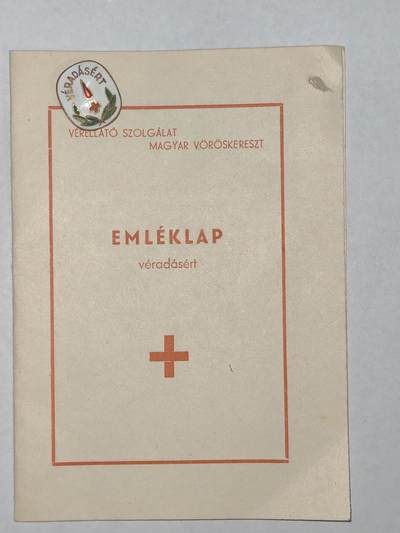 VÉRADÁSÉRT
VÉRELLÁTÓ SZOLGÁLAT
MAGYAR VÖRÖSKERESZT
EMLÉKLAP
véradásért